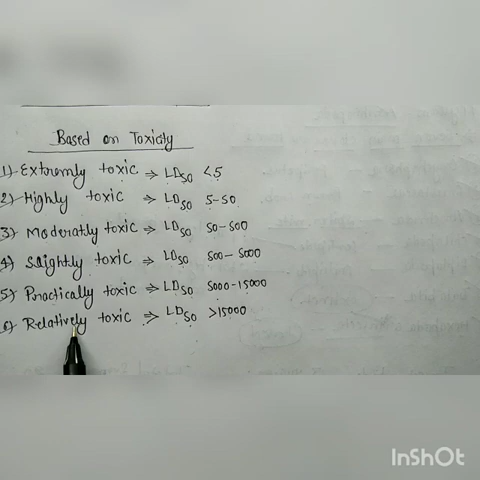 Based on Toxicity
1) Extremly toxic ⇒ LD50 <5
2) Highly toxic ⇒ LD50 5-50
3) Moderatly toxic ⇒ LD50 50-500
4) Slightly toxic ⇒ LD50 500-5000
5) Practically toxic ⇒ LD50 5000-15000
6) Relatively toxic ⇒ LD50 >15000
InShOt